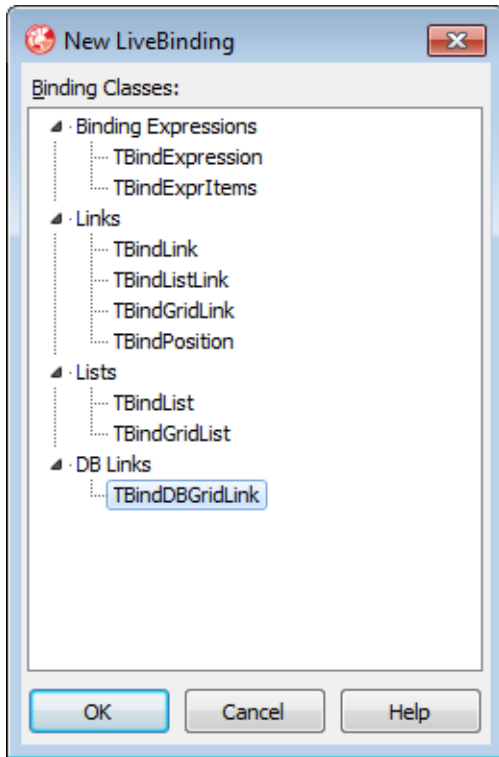 New LiveBinding
Binding Classes:
Binding Expressions
TBindExpression
TBindExprItems
Links
TBindLink
TBindListLink
TBindGridLink
TBindPosition
Lists
TBindList
TBindGridList
DB Links
TBindDBGridLink
OK Cancel Help